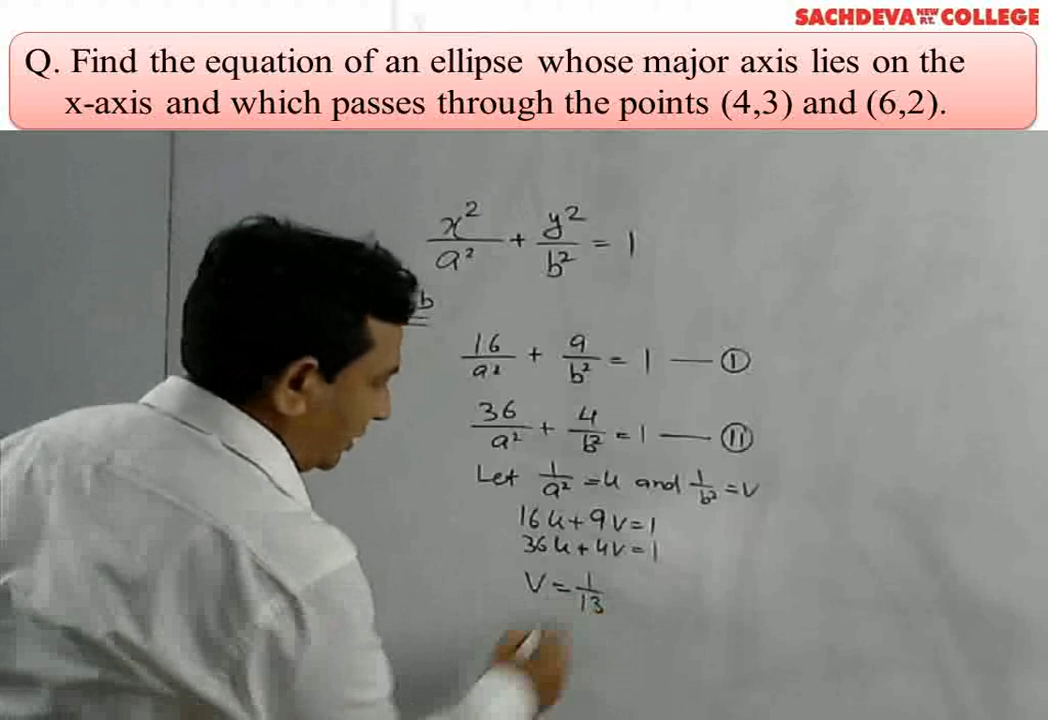 SACHDEVA NEW P.T. COLLEGE
Q. Find the equation of an ellipse whose major axis lies on the
x-axis and which passes through the points (4,3) and (6,2).
x²/a² + y²/b² = 1
b
16/a² + 9/b² = 1 — I
36/a² + 4/b² = 1 — II
Let 1/a² = u and 1/b² = v
16u + 9v = 1
36u + 4v = 1
v = 1/13